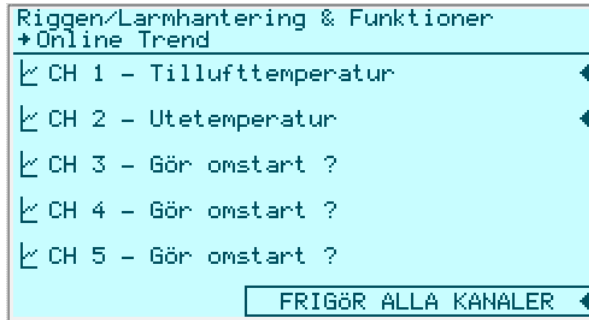 Riggen/Larmhantering & Funktioner
Online Trend
CH 1 - Tillufttemperatur
CH 2 - Utetemperatur
CH 3 - Gör omstart ?
CH 4 - Gör omstart ?
CH 5 - Gör omstart ?
FRIGÖR ALLA KANALER